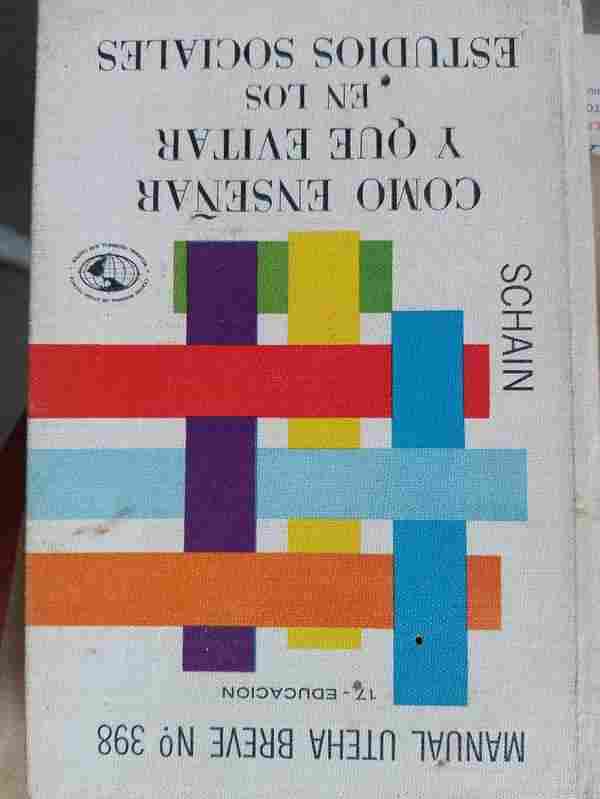 MANUAL UTEHA BREVE Nº 398
17 - EDUCACION
SCHAIN
COMO ENSEÑAR
Y QUE EVITAR
EN LOS
ESTUDIOS SOCIALES